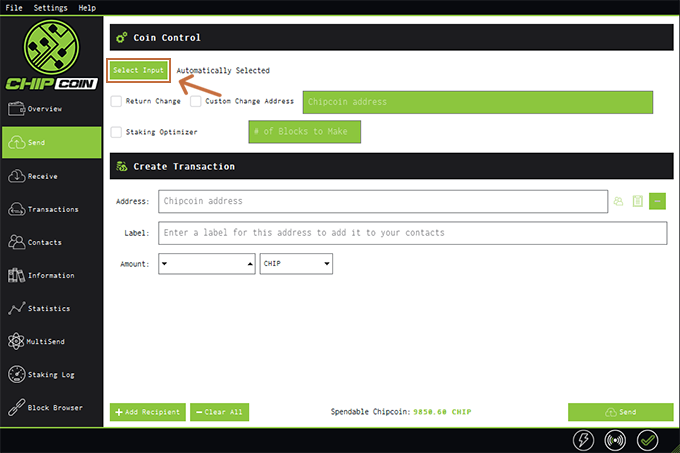 File Settings Help
CHIPCOIN
Overview
Send
Receive
Transactions
Contacts
Information
Statistics
MultiSend
Staking Log
Block Browser
Coin Control
Select Input Automatically Selected
Return Change Custom Change Address Chipcoin address
Staking Optimizer # of Blocks to Make
Create Transaction
Address: Chipcoin address
Label: Enter a label for this address to add it to your contacts
Amount: CHIP
Add Recipient Clear All Spendable Chipcoin: 9850.60 CHIP Send